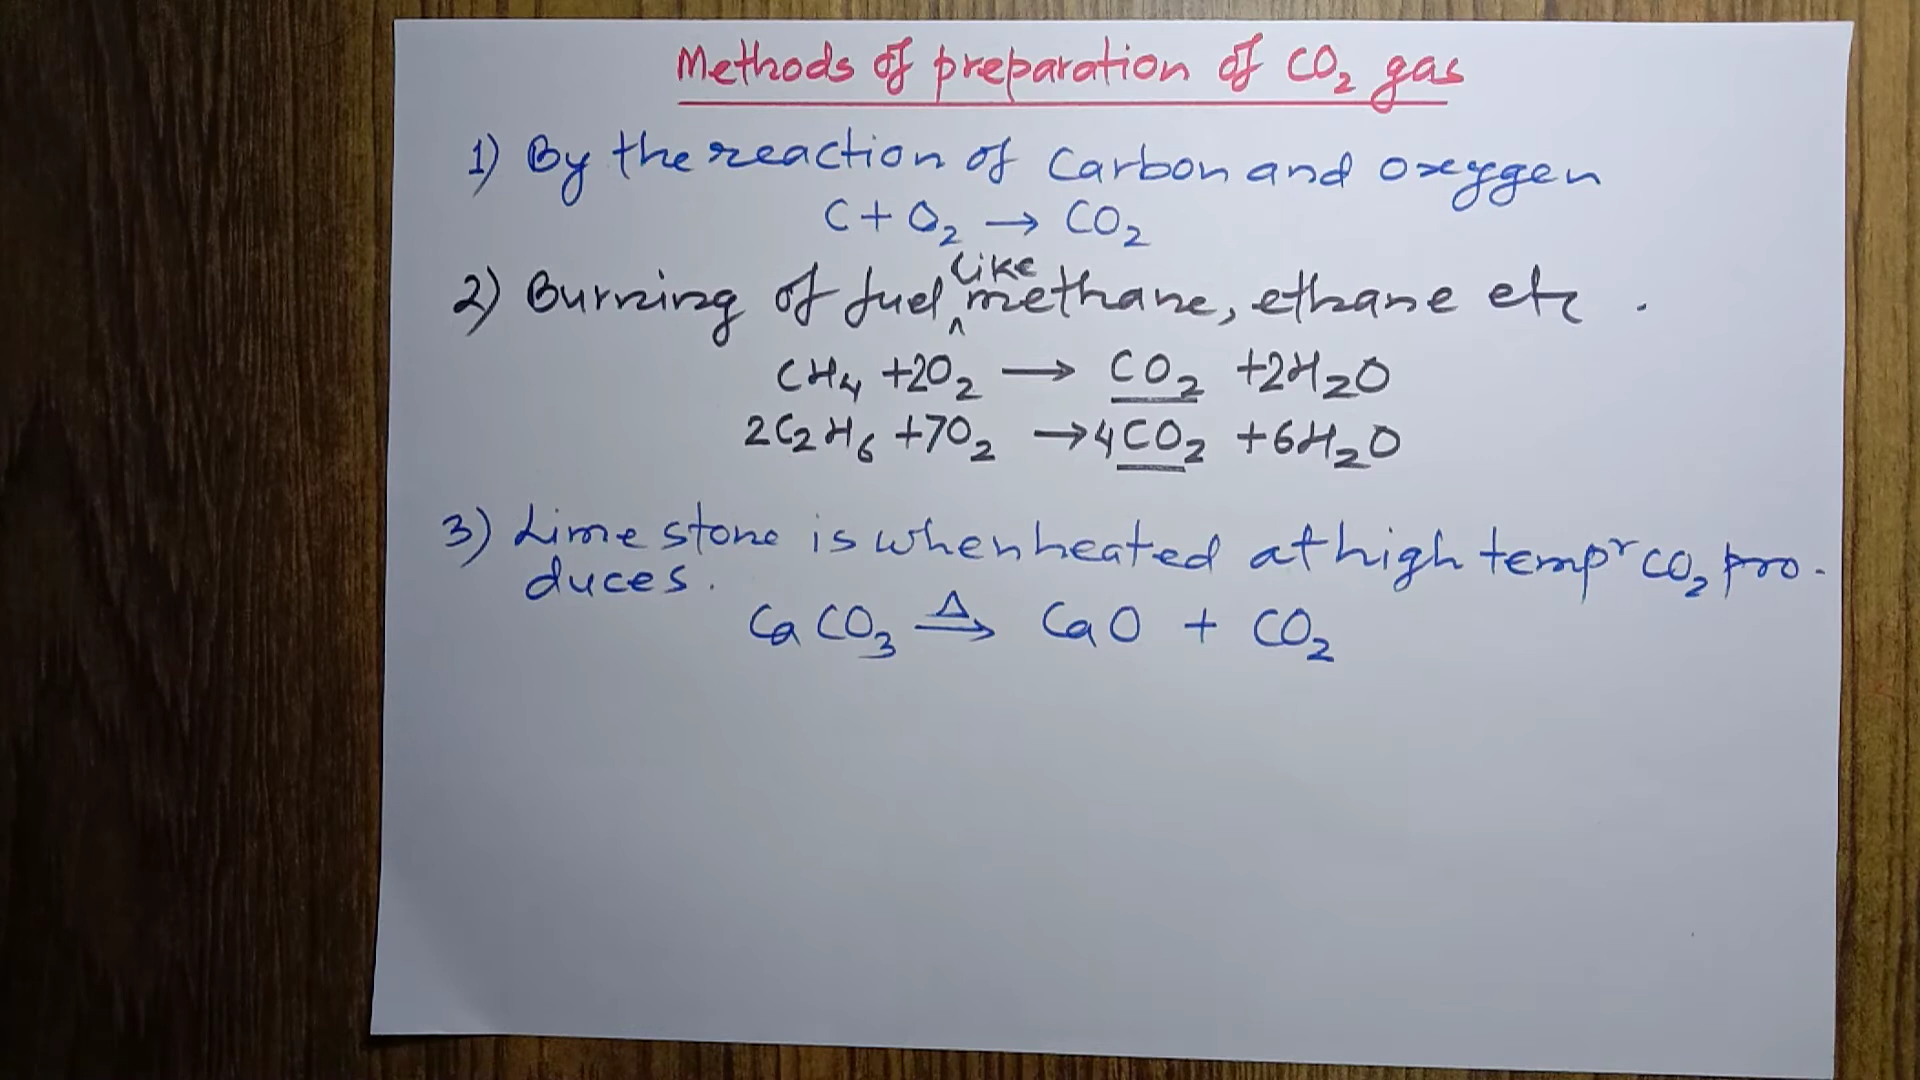 Methods of preparation of CO₂ gas
1) By the reaction of Carbon and oxeygen
C + O₂ → CO₂
2) Burning of fuel like methane, ethane etc .
CH₄ +2O₂ → CO₂ +2H₂O
2C₂H₆ +7O₂ → 4CO₂ +6H₂O
3) Lime stone is when heated at high tempʳ CO₂ pro-
duces.
CaCO₃ ≜→ CaO + CO₂